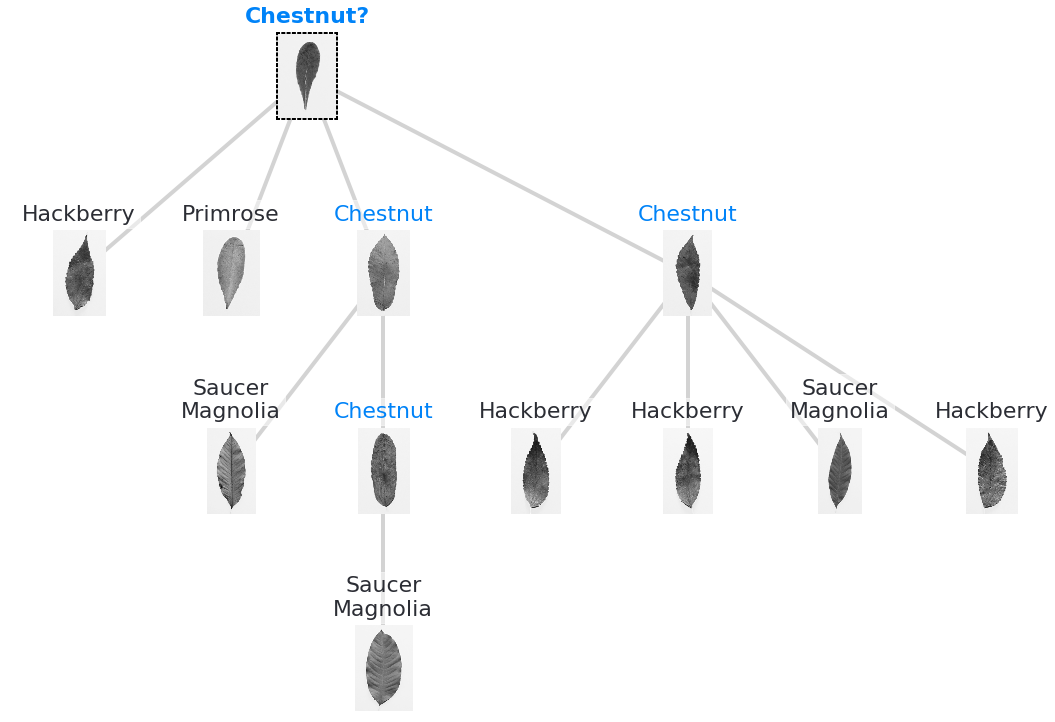 Chestnut?
Hackberry
Primrose
Chestnut
Chestnut
Saucer
Magnolia
Chestnut
Hackberry
Hackberry
Saucer
Magnolia
Hackberry
Saucer
Magnolia